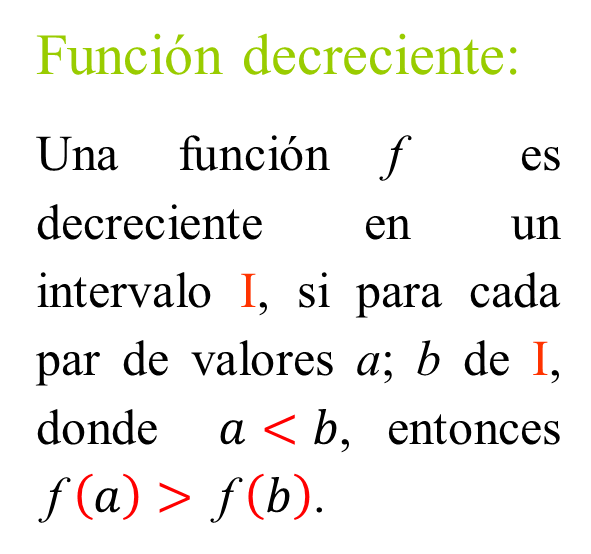 Función decreciente:
Una función f es
decreciente en un
intervalo I, si para cada
par de valores a; b de I,
donde a < b, entonces
f(a) > f(b).